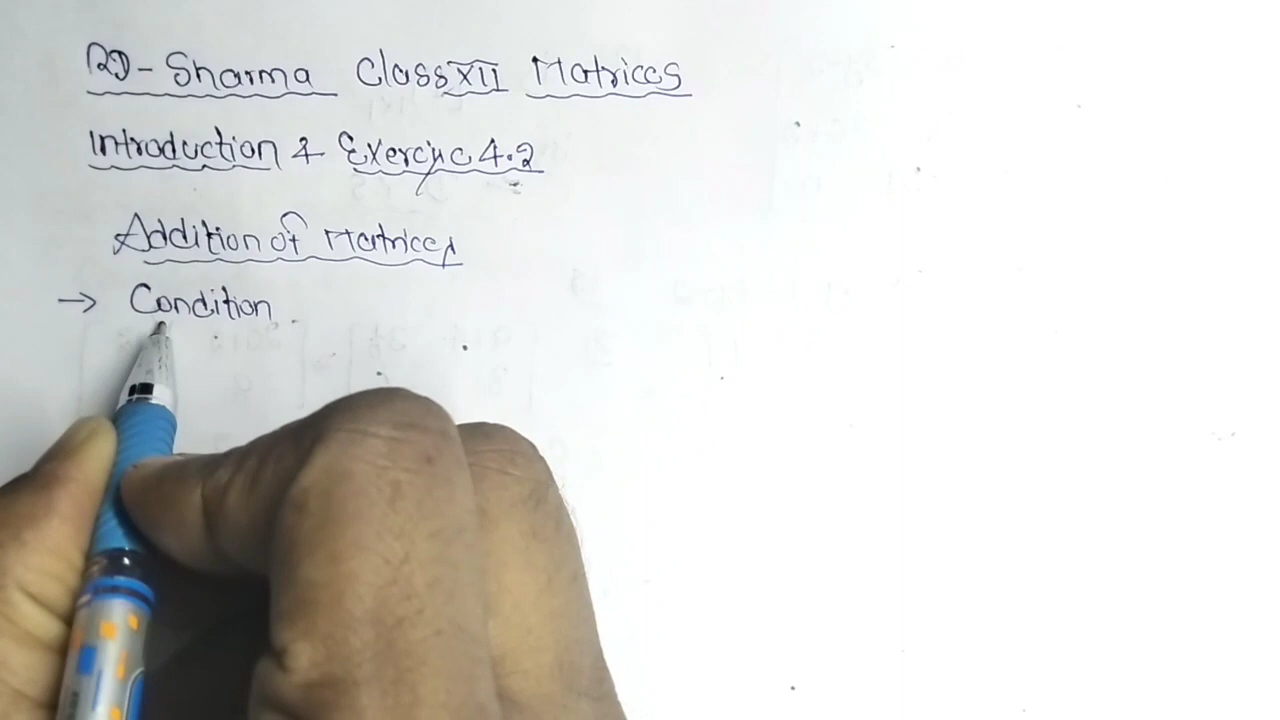 RD-Sharma Class XII Matrices
Introduction & Exercise 4.2
Addition of Matrices
→ Condition